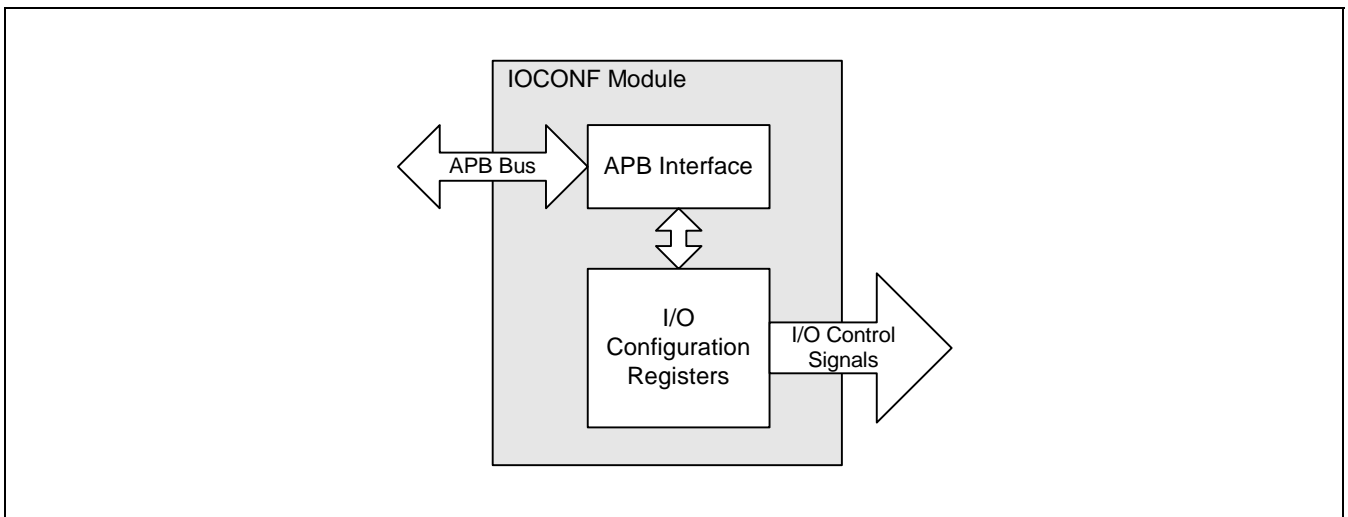 IOCONF Module
APB Bus
APB Interface
I/O
Configuration
Registers
I/O Control
Signals